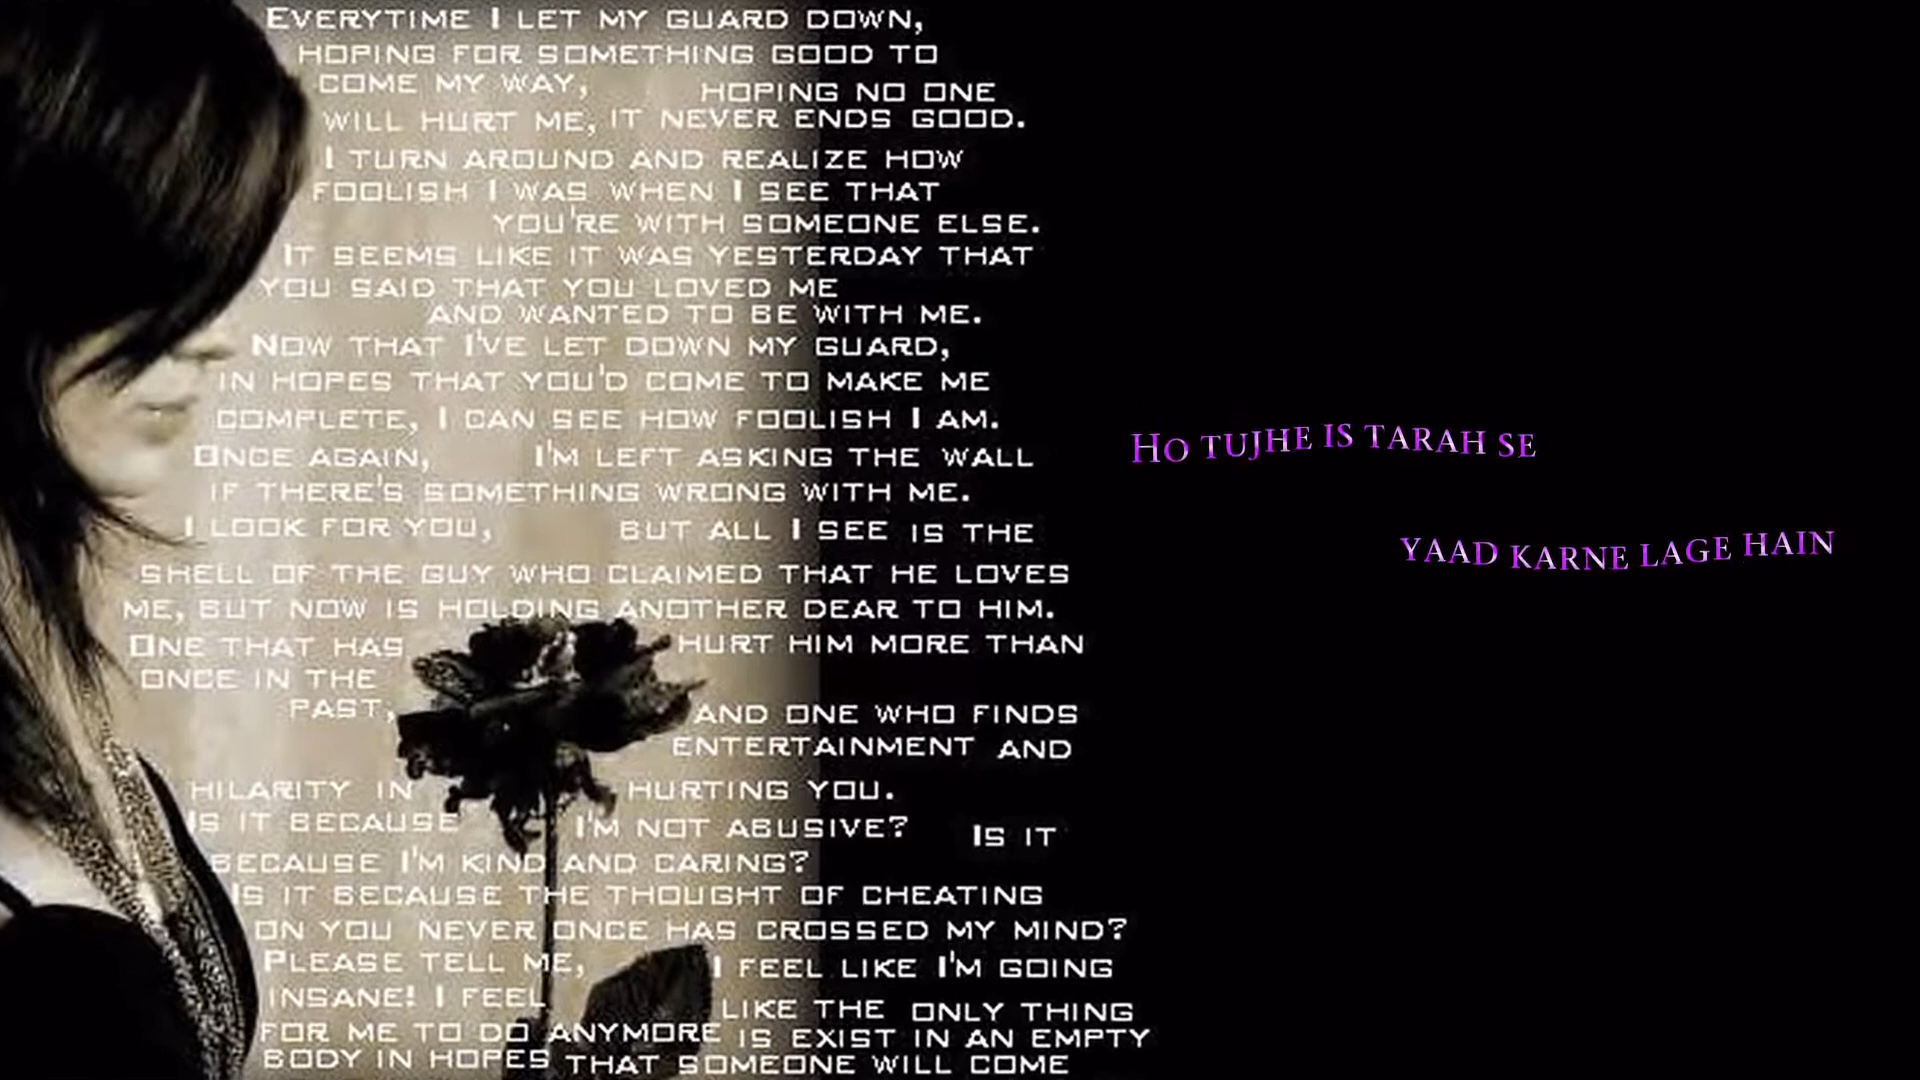 EVERYTIME I LET MY GUARD DOWN,
HOPING FOR SOMETHING GOOD TO
COME MY WAY, HOPING NO ONE
WILL HURT ME, IT NEVER ENDS GOOD.
I TURN AROUND AND REALIZE HOW
FOOLISH I WAS WHEN I SEE THAT
YOU'RE WITH SOMEONE ELSE.
IT SEEMS LIKE IT WAS YESTERDAY THAT
YOU SAID THAT YOU LOVED ME
AND WANTED TO BE WITH ME.
NOW THAT I'VE LET DOWN MY GUARD,
IN HOPES THAT YOU'D COME TO MAKE ME
COMPLETE, I CAN SEE HOW FOOLISH I AM.
ONCE AGAIN, I'M LEFT ASKING THE WALL
IF THERE'S SOMETHING WRONG WITH ME.
I LOOK FOR YOU, BUT ALL I SEE IS THE
SHELL OF THE GUY WHO CLAIMED THAT HE LOVES
ME, BUT NOW IS HOLDING ANOTHER DEAR TO HIM.
ONE THAT HAS HURT HIM MORE THAN
ONCE IN THE
PAST, AND ONE WHO FINDS
ENTERTAINMENT AND
HILARITY IN HURTING YOU.
IS IT BECAUSE I'M NOT ABUSIVE? IS IT
BECAUSE I'M KIND AND CARING?
IS IT BECAUSE THE THOUGHT OF CHEATING
ON YOU NEVER ONCE HAS CROSSED MY MIND?
PLEASE TELL ME, I FEEL LIKE I'M GOING
INSANE! I FEEL LIKE THE ONLY THING
FOR ME TO DO ANYMORE IS EXIST IN AN EMPTY
BODY IN HOPES THAT SOMEONE WILL COME
HO TUJHE IS TARAH SE
YAAD KARNE LAGE HAIN